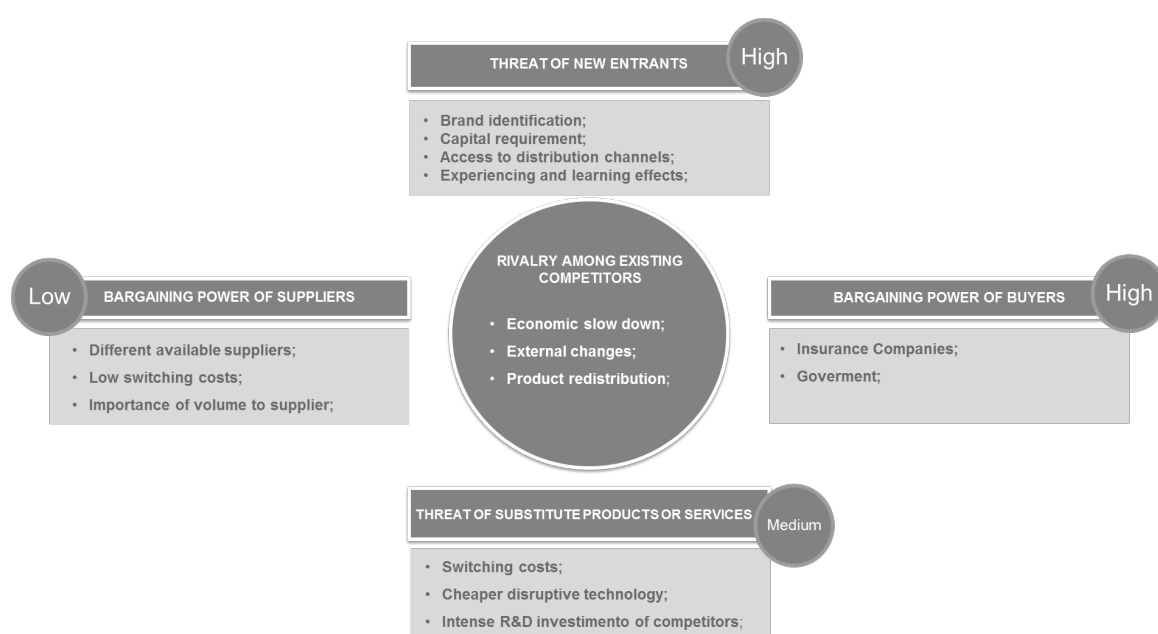 THREAT OF NEW ENTRANTS
High
• Brand identification;
• Capital requirement;
• Access to distribution channels;
• Experiencing and learning effects;
RIVALRY AMONG EXISTING
COMPETITORS
• Economic slow down;
• External changes;
• Product redistribution;
Low
BARGAINING POWER OF SUPPLIERS
• Different available suppliers;
• Low switching costs;
• Importance of volume to supplier;
BARGAINING POWER OF BUYERS
High
• Insurance Companies;
• Goverment;
THREAT OF SUBSTITUTE PRODUCTS OR SERVICES
Medium
• Switching costs;
• Cheaper disruptive technology;
• Intense R&D investimento of competitors;